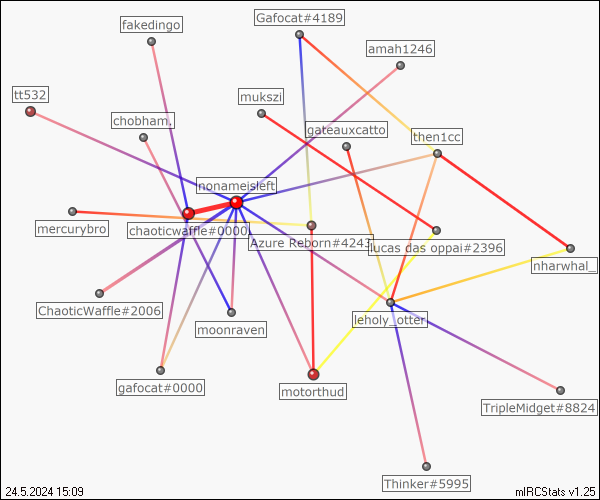 fakedingo
Gafocat#4189
amah1246
tt532
mukszi
chobham,
gateauxcatto
then1cc
nonameisleft
mercurybro
chaoticwaffle#0000
Azure Reborn#4243
lucas das oppai#2396
nharwhal_
ChaoticWaffle#2006
moonraven
leholy_otter
gafocat#0000
motorthud
TripleMidget#8824
Thinker#5995
24.5.2024 15:09
mIRCStats v1.25